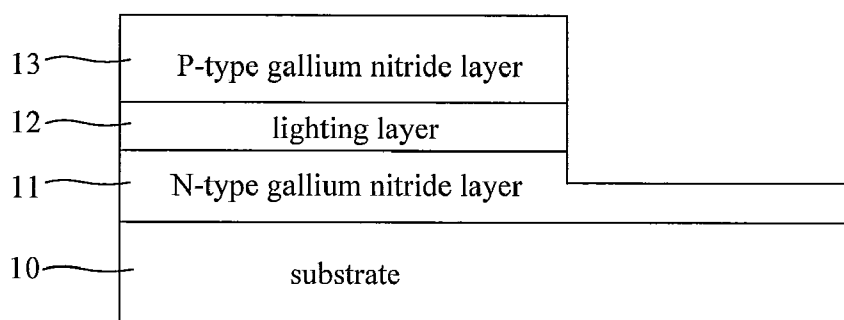 13 P-type gallium nitride layer
12 lighting layer
11 N-type gallium nitride layer
10 substrate